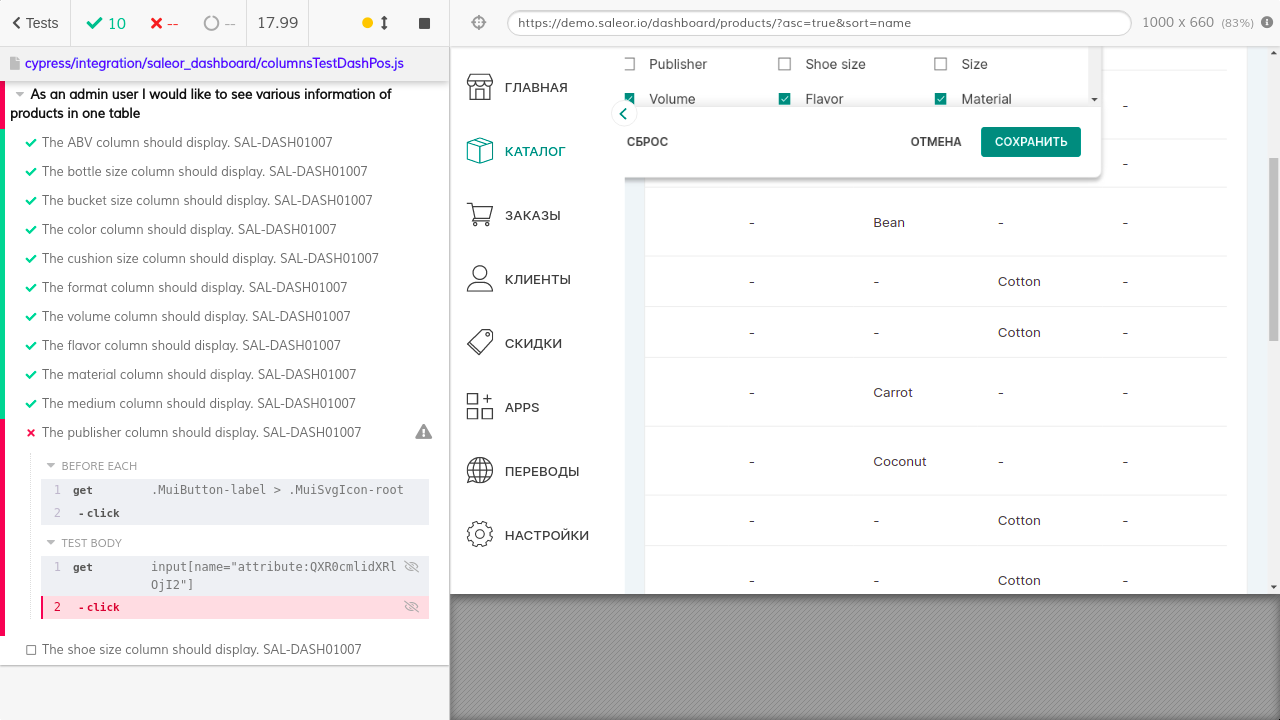 Tests
10
--
--
17.99
https://demo.saleor.io/dashboard/products/?asc=true&sort=name
1000 x 660 (83%)
cypress/integration/saleor_dashboard/columnsTestDashPos.js
As an admin user I would like to see various information of
products in one table
The ABV column should display. SAL-DASH01007
The bottle size column should display. SAL-DASH01007
The bucket size column should display. SAL-DASH01007
The color column should display. SAL-DASH01007
The cushion size column should display. SAL-DASH01007
The format column should display. SAL-DASH01007
The volume column should display. SAL-DASH01007
The flavor column should display. SAL-DASH01007
The material column should display. SAL-DASH01007
The medium column should display. SAL-DASH01007
The publisher column should display. SAL-DASH01007
BEFORE EACH
1 get .MuiButton-label > .MuiSvgIcon-root
2 -click
TEST BODY
1 get input[name="attribute:QXR0cmlidXRl
OjI2"]
2 -click
The shoe size column should display. SAL-DASH01007
ГЛАВНАЯ
КАТАЛОГ
ЗАКАЗЫ
КЛИЕНТЫ
СКИДКИ
APPS
ПЕРЕВОДЫ
НАСТРОЙКИ
Publisher Shoe size Size
Volume Flavor Material
СБРОС ОТМЕНА СОХРАНИТЬ
-
-
- Bean - -
- - Cotton -
- - Cotton -
- Carrot - -
- Coconut - -
- - Cotton -
- - Cotton -